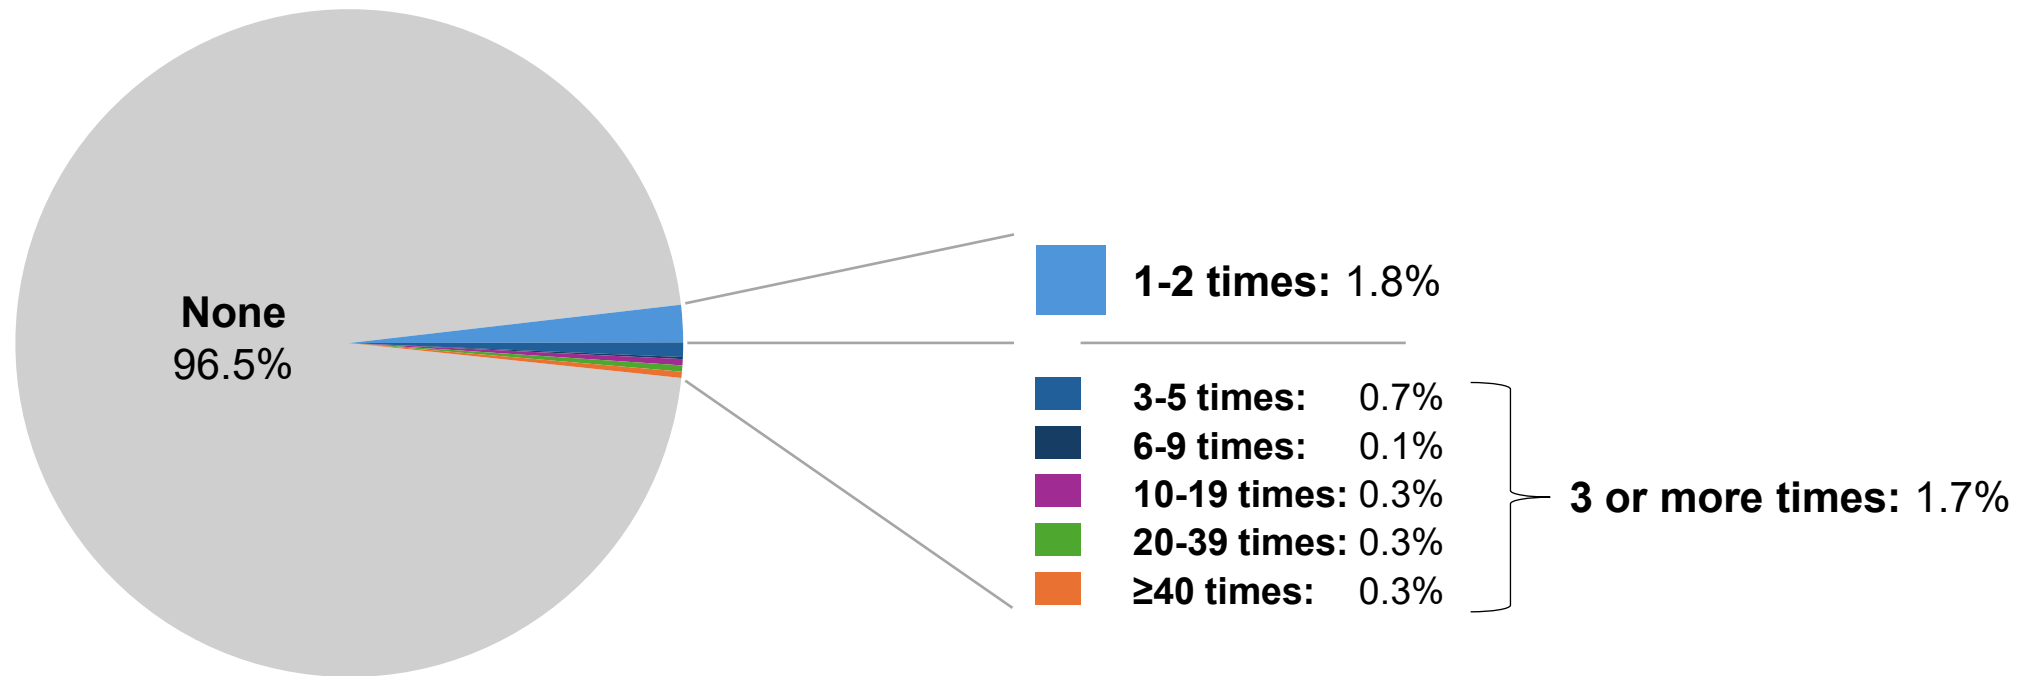 None
96.5%
1-2 times: 1.8%
3-5 times: 0.7%
6-9 times: 0.1%
10-19 times: 0.3%
20-39 times: 0.3%
≥40 times: 0.3%
3 or more times: 1.7%